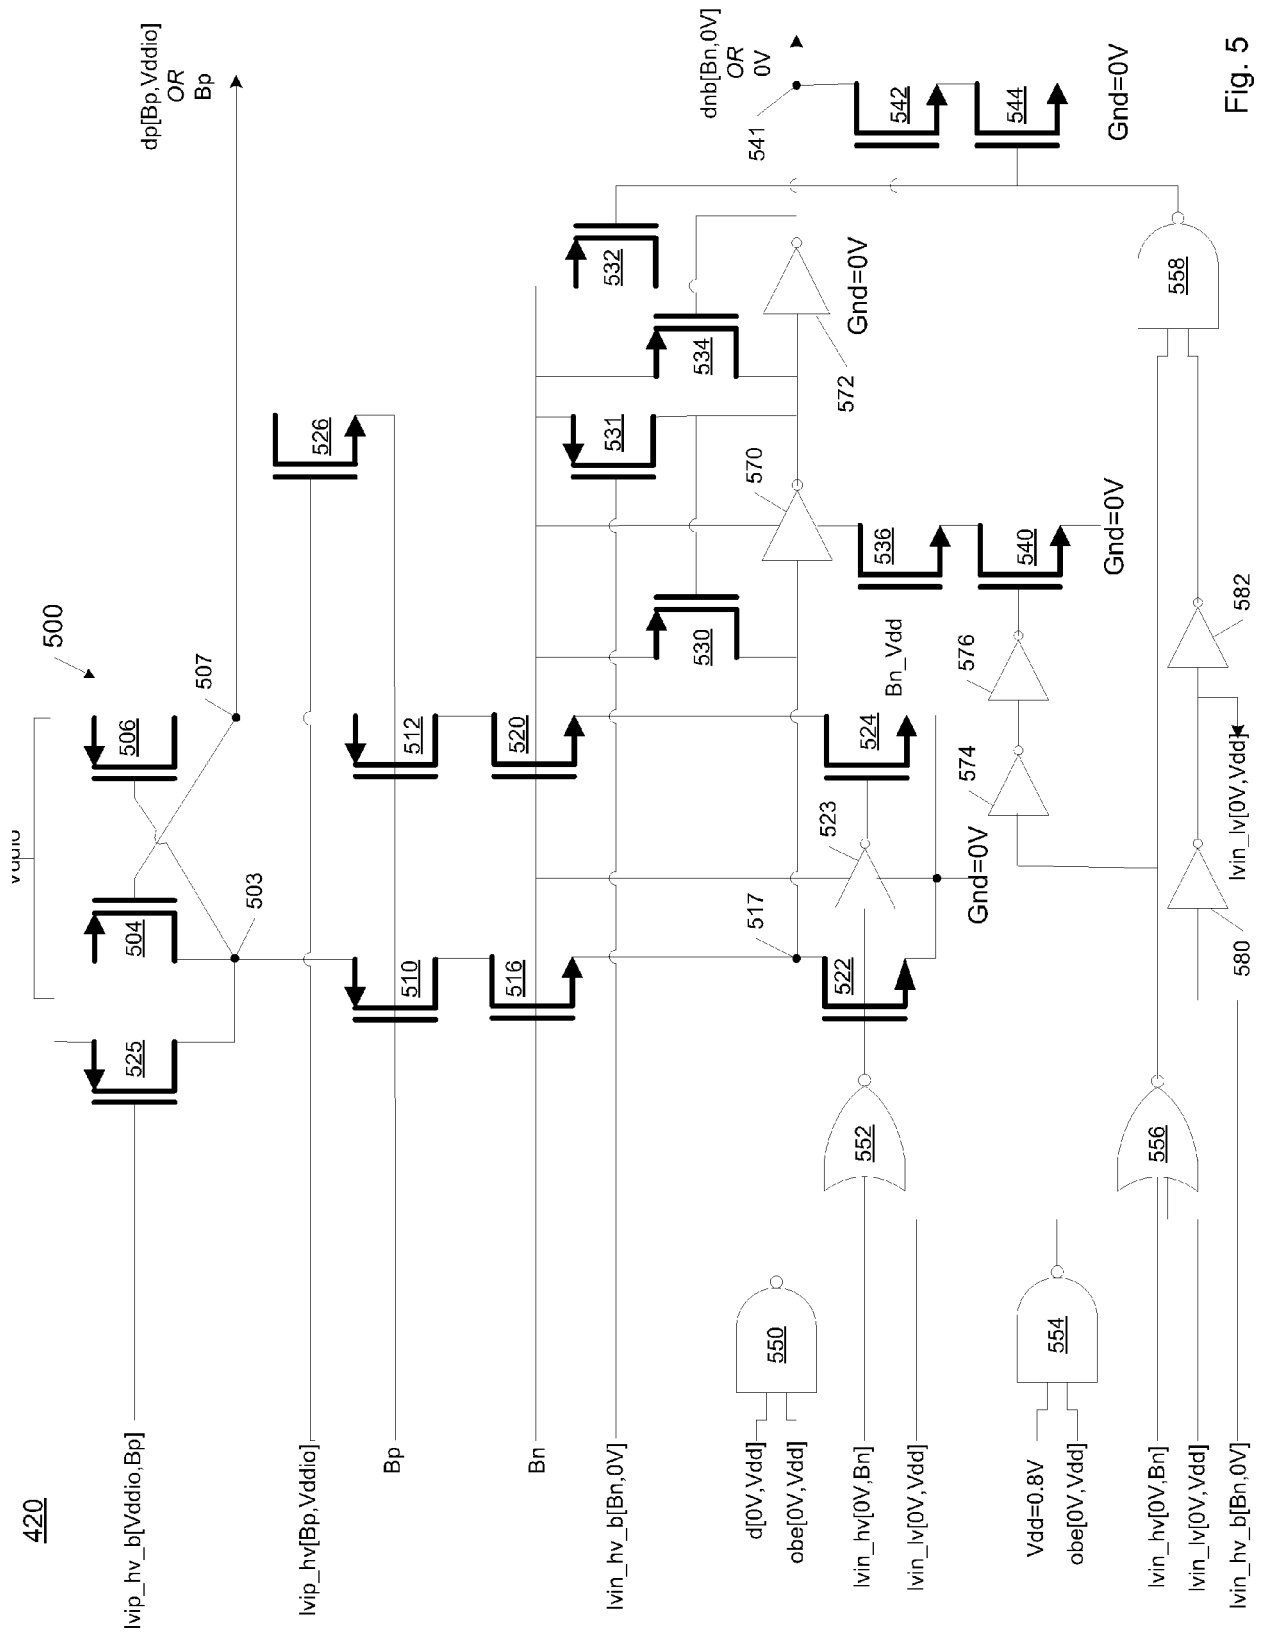 420
500
Vddio
dp[Bp,Vddio]
OR
Bp
525
504
506
507
503
526
510
512
516
520
517
522
523
524
Bn_Vdd
Gnd=0V
530
531
532
534
570
572
Gnd=0V
536
540
Gnd=0V
574
576
dnb[Bn,0V]
OR
0V
541
542
544
Gnd=0V
550
552
554
556
558
580
582
lvin_lv[0V,Vdd]
lvip_hv_b[Vddio,Bp]
lvip_hv[Bp,Vddio]
Bp
Bn
lvin_hv_b[Bn,0V]
d[0V,Vdd]
obe[0V,Vdd]
lvin_hv[0V,Bn]
lvin_lv[0V,Vdd]
Vdd=0.8V
obe[0V,Vdd]
lvin_hv[0V,Bn]
lvin_lv[0V,Vdd]
lvin_hv_b[Bn,0V]
Fig. 5